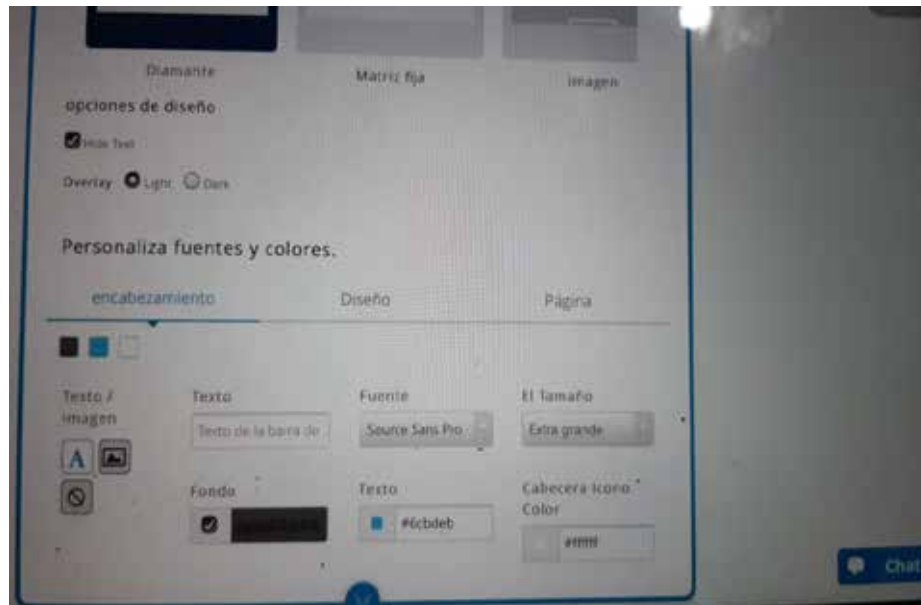 Diamante
Matriz fija
imagen
opciones de diseño
Hide Text
Overlay Light Dark
Personaliza fuentes y colores.
encabezamiento Diseño Página
Texto / imagen
Texto
Texto de la barra de
Fuente
Source Sans Pro
El Tamaño
Extra grande
A
Fondo
Texto
#6cbdeb
Cabecera Icono
Color
#ffffff
Chat